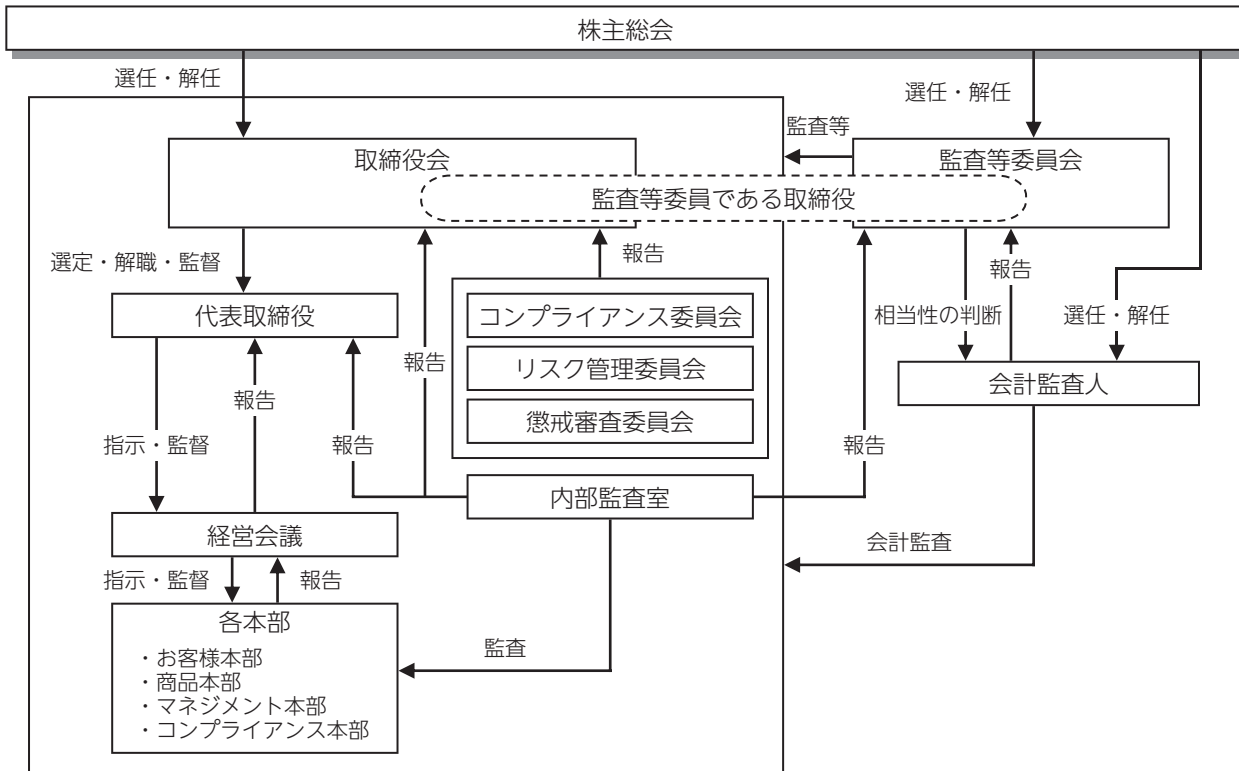 株主総会
選任・解任
選任・解任
監査等
取締役会
監査等委員会
監査等委員である取締役
選定・解職・監督
報告
報告
代表取締役
コンプライアンス委員会
相当性の判断
選任・解任
リスク管理委員会
報告
会計監査人
報告
懲戒審査委員会
指示・監督
報告
報告
内部監査室
経営会議
会計監査
指示・監督
報告
各本部
監査
・お客様本部
・商品本部
・マネジメント本部
・コンプライアンス本部